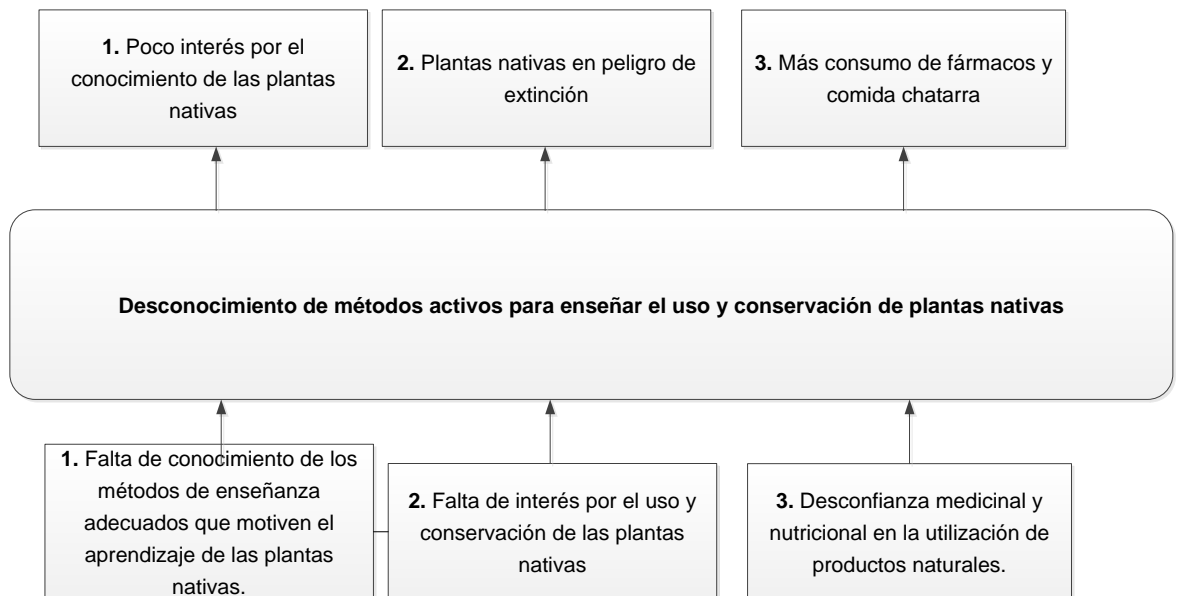 1. Poco interés por el
conocimiento de las plantas
nativas
2. Plantas nativas en peligro de
extinción
3. Más consumo de fármacos y
comida chatarra
Desconocimiento de métodos activos para enseñar el uso y conservación de plantas nativas
1. Falta de conocimiento de los
métodos de enseñanza
adecuados que motiven el
aprendizaje de las plantas
nativas.
2. Falta de interés por el uso y
conservación de las plantas
nativas
3. Desconfianza medicinal y
nutricional en la utilización de
productos naturales.